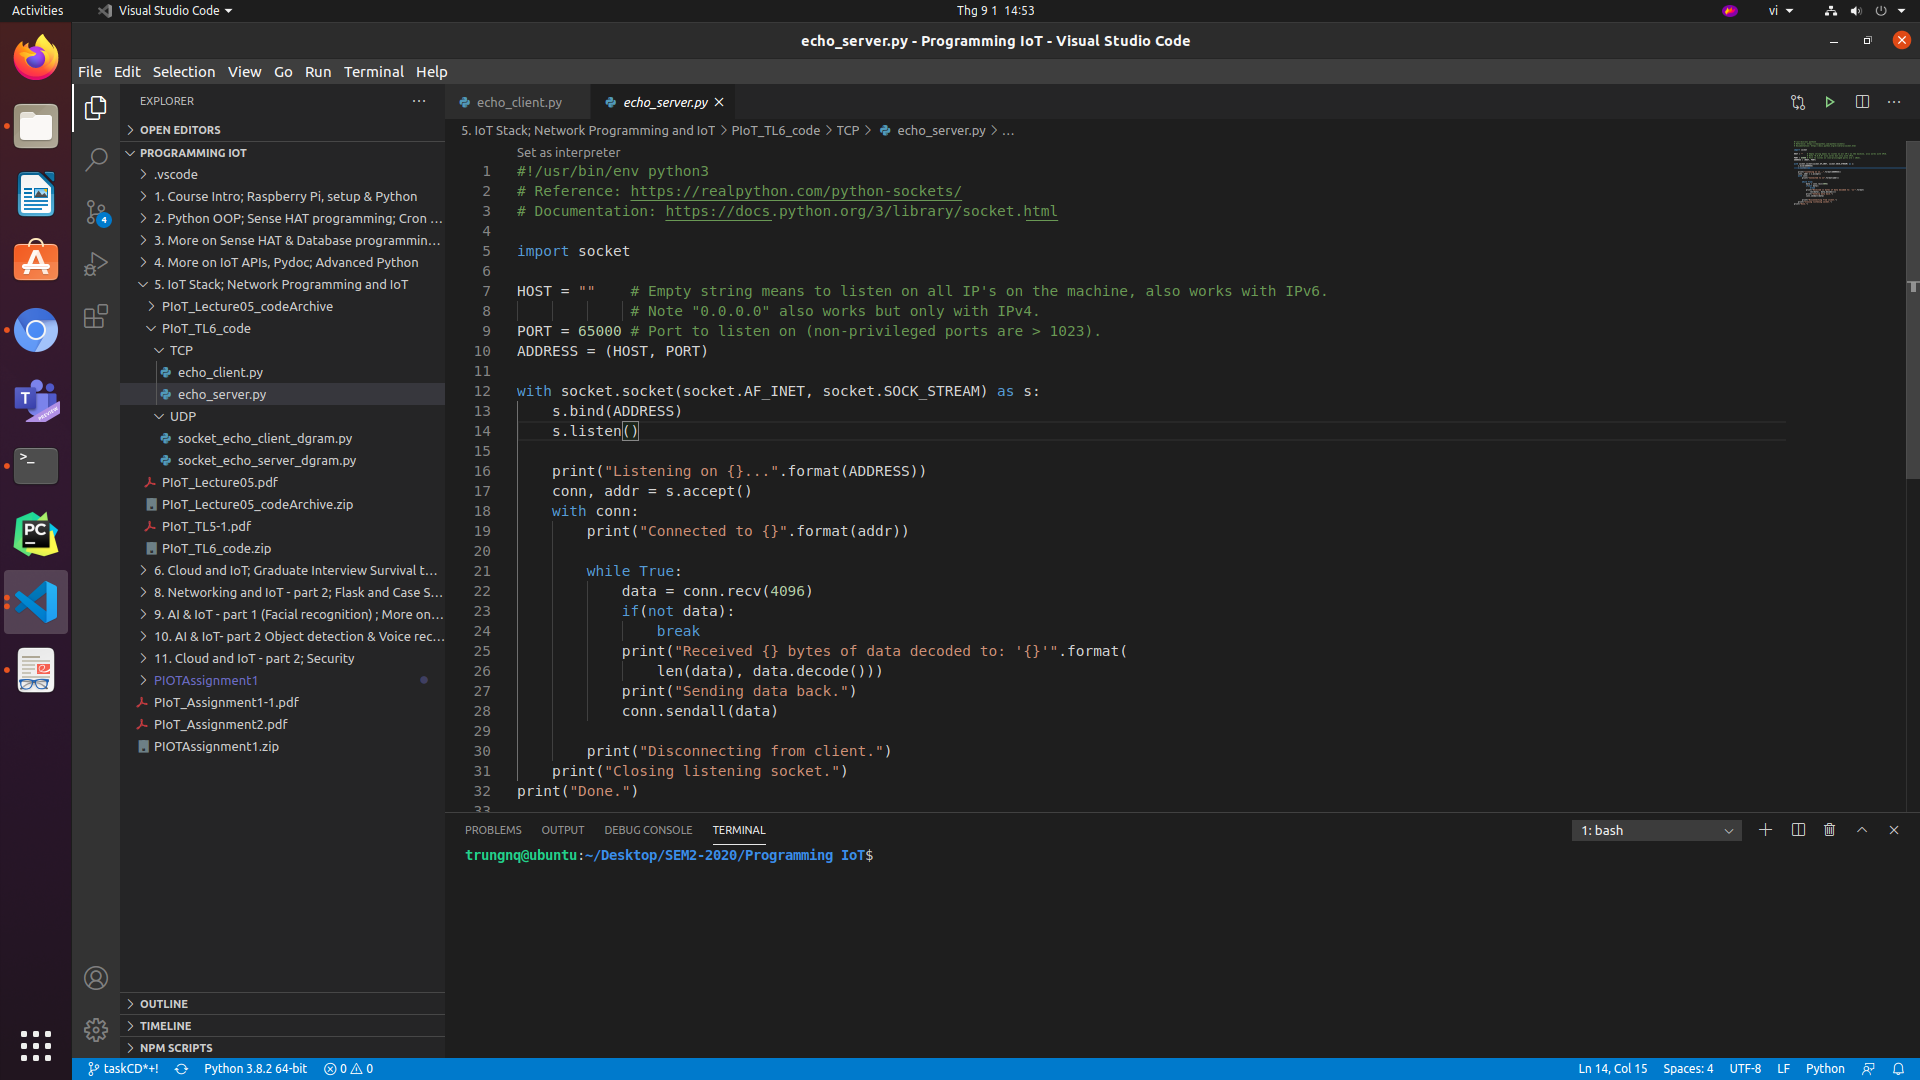 Activities
Visual Studio Code
Thg 9 1 14:53
vi
echo_server.py - Programming IoT - Visual Studio Code
File Edit Selection View Go Run Terminal Help
EXPLORER
OPEN EDITORS
PROGRAMMING IOT
.vscode
1. Course Intro; Raspberry Pi, setup & Python
2. Python OOP; Sense HAT programming; Cron ...
3. More on Sense HAT & Database programmin...
4. More on IoT APIs, Pydoc; Advanced Python
5. IoT Stack; Network Programming and IoT
PIoT_Lecture05_codeArchive
PIoT_TL6_code
TCP
echo_client.py
echo_server.py
UDP
socket_echo_client_dgram.py
socket_echo_server_dgram.py
PIoT_Lecture05.pdf
PIoT_Lecture05_codeArchive.zip
PIoT_TL5-1.pdf
PIoT_TL6_code.zip
6. Cloud and IoT; Graduate Interview Survival t...
8. Networking and IoT - part 2; Flask and Case S...
9. AI & IoT - part 1 (Facial recognition) ; More on...
10. AI & IoT- part 2 Object detection & Voice rec...
11. Cloud and IoT - part 2; Security
PIOTAssignment1
PIoT_Assignment1-1.pdf
PIoT_Assignment2.pdf
PIOTAssignment1.zip
OUTLINE
TIMELINE
NPM SCRIPTS
echo_client.py
echo_server.py
5. IoT Stack; Network Programming and IoT > PIoT_TL6_code > TCP > echo_server.py > ...
Set as interpreter
1 #!/usr/bin/env python3
2 # Reference: https://realpython.com/python-sockets/
3 # Documentation: https://docs.python.org/3/library/socket.html
4
5 import socket
6
7 HOST = ""    # Empty string means to listen on all IP's on the machine, also works with IPv6.
8              # Note "0.0.0.0" also works but only with IPv4.
9 PORT = 65000 # Port to listen on (non-privileged ports are > 1023).
10 ADDRESS = (HOST, PORT)
11
12 with socket.socket(socket.AF_INET, socket.SOCK_STREAM) as s:
13     s.bind(ADDRESS)
14     s.listen()
15
16     print("Listening on {}...".format(ADDRESS))
17     conn, addr = s.accept()
18     with conn:
19         print("Connected to {}".format(addr))
20
21         while True:
22             data = conn.recv(4096)
23             if(not data):
24                 break
25             print("Received {} bytes of data decoded to: '{}'".format(
26                 len(data), data.decode()))
27             print("Sending data back.")
28             conn.sendall(data)
29
30         print("Disconnecting from client.")
31     print("Closing listening socket.")
32 print("Done.")
33
PROBLEMS OUTPUT DEBUG CONSOLE TERMINAL
1: bash
trungnq@ubuntu:~/Desktop/SEM2-2020/Programming IoT$
4
PC
T
PREVIEW
taskCD*+! Python 3.8.2 64-bit 0 0
Ln 14, Col 15 Spaces: 4 UTF-8 LF Python